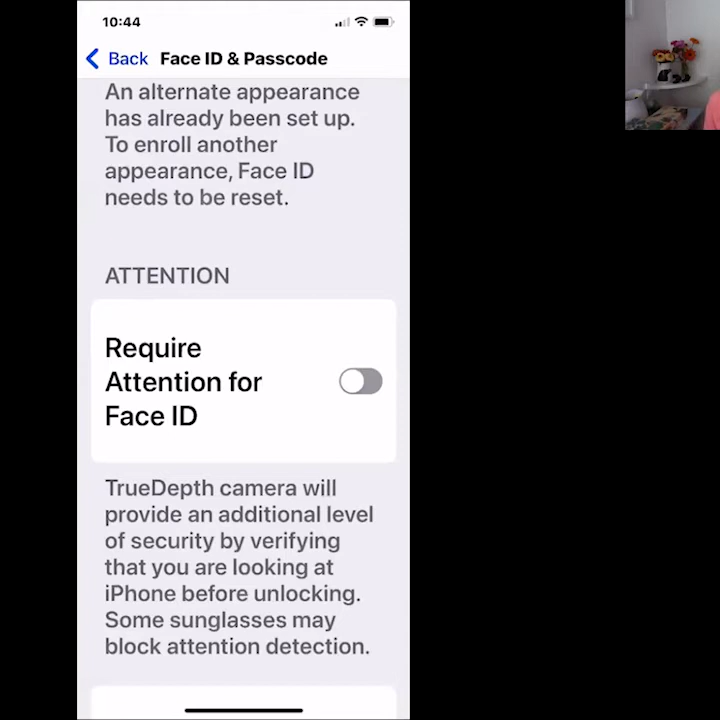 10:44
Back Face ID & Passcode
An alternate appearance
has already been set up.
To enroll another
appearance, Face ID
needs to be reset.
ATTENTION
Require
Attention for
Face ID
TrueDepth camera will
provide an additional level
of security by verifying
that you are looking at
iPhone before unlocking.
Some sunglasses may
block attention detection.